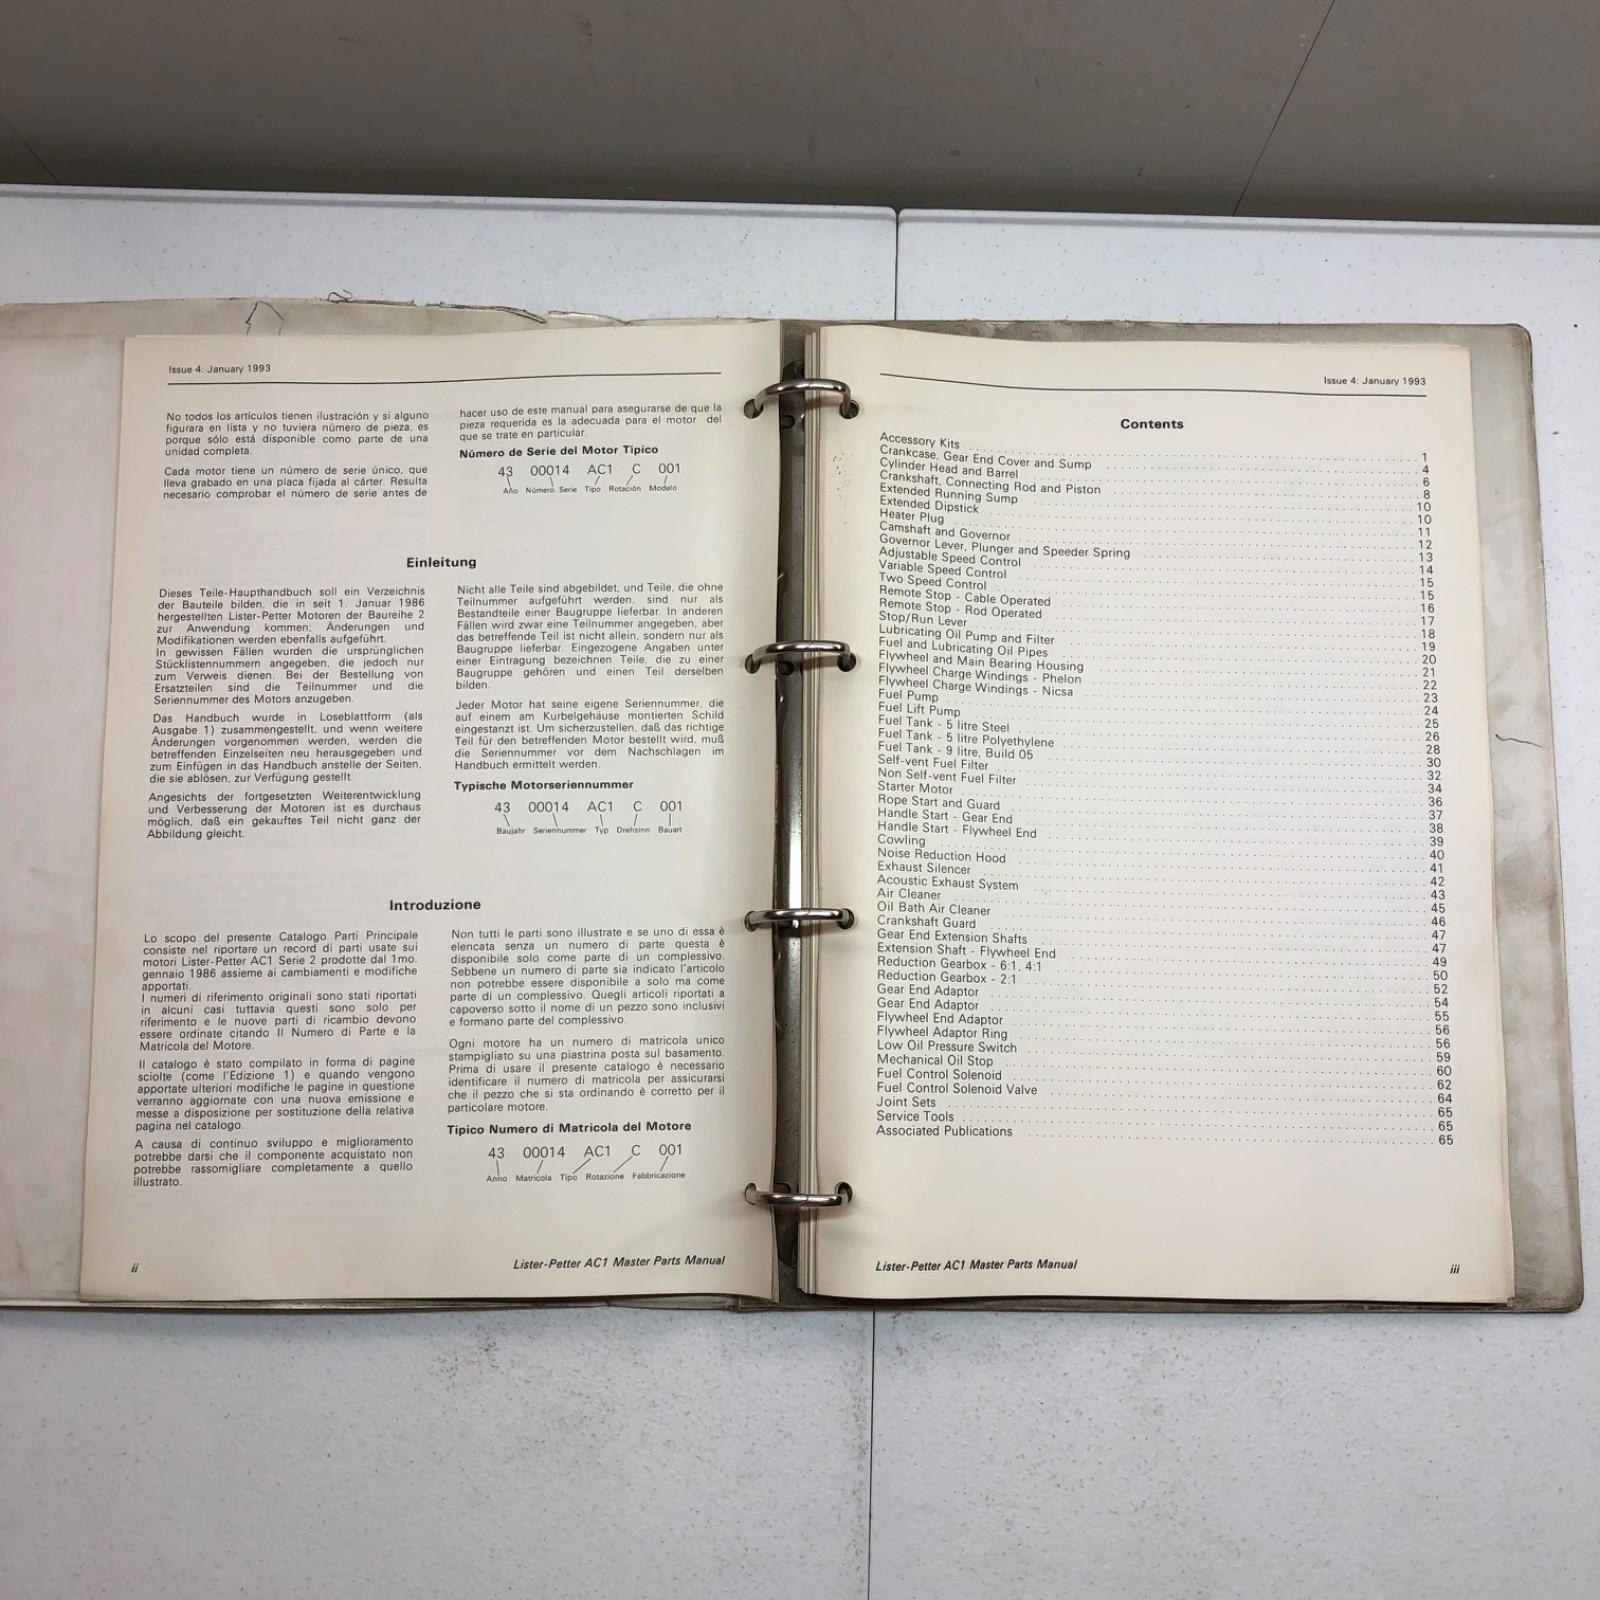 Issue 4: January 1993
No todos los artículos tienen ilustración y si alguno
figurara en lista y no tuviera número de pieza, es
porque sólo está disponible como parte de una
unidad completa.
Cada motor tiene un número de serie único, que
lleva grabado en una placa fijada al cárter. Resulta
necesario comprobar el número de serie antes de
hacer uso de este manual para asegurarse de que la
pieza requerida es la adecuada para el motor del
que se trate en particular.
Número de Serie del Motor Tipico
43 00014 AC1 C 001
Año Número. Serie Tipo Rotación Modelo
Einleitung
Dieses Teile-Haupthandbuch soll ein Verzeichnis
der Bauteile bilden, die in seit 1. Januar 1986
hergestellten Lister-Petter Motoren der Baureihe 2
zur Anwendung kommen; Änderungen und
Modifikationen werden ebenfalls aufgeführt.
In gewissen Fällen wurden die ursprünglichen
Stücklistennummern angegeben, die jedoch nur
zum Verweis dienen. Bei der Bestellung von
Ersatzteilen sind die Teilnummer und die
Seriennummer des Motors anzugeben.
Das Handbuch wurde in Loseblattform (als
Ausgabe 1) zusammengestellt, und wenn weitere
Änderungen vorgenommen werden, werden die
betreffenden Einzelseiten neu herausgegeben und
zum Einfügen in das Handbuch anstelle der Seiten,
die sie ablösen, zur Verfügung gestellt.
Angesichts der fortgesetzten Weiterentwicklung
und Verbesserung der Motoren ist es durchaus
möglich, daß ein gekauftes Teil nicht ganz der
Abbildung gleicht.
Nicht alle Teile sind abgebildet, und Teile, die ohne
Teilnummer aufgeführt werden, sind nur als
Bestandteile einer Baugruppe lieferbar. In anderen
Fällen wird zwar eine Teilnummer angegeben, aber
das betreffende Teil ist nicht allein, sondern nur als
Baugruppe lieferbar. Eingezogene Angaben unter
einer Eintragung bezeichnen Teile, die zu einer
Baugruppe gehören und einen Teil derselben
bilden.
Jeder Motor hat seine eigene Seriennummer, die
auf einem am Kurbelgehäuse montierten Schild
eingestanzt ist. Um sicherzustellen, daß das richtige
Teil für den betreffenden Motor bestellt wird, muß
die Seriennummer vor dem Nachschlagen im
Handbuch ermittelt werden.
Typische Motorseriennummer
43 00014 AC1 C 001
Baujahr Seriennummer Typ Drehsinn Bauart
Introduzione
Lo scopo del presente Catalogo Parti Principale
consiste nel riportare un record di parti usate sui
motori Lister-Petter AC1 Serie 2 prodotte dal 1mo.
gennaio 1986 assieme ai cambiamenti e modifiche
apportati.
I numeri di riferimento originali sono stati riportati
in alcuni casi tuttavia questi sono solo per
riferimento e le nuove parti di ricambio devono
essere ordinate citando Il Numero di Parte e la
Matricola del Motore.
Il catalogo è stato compilato in forma di pagine
sciolte (come l'Edizione 1) e quando vengono
apportate ulteriori modifiche le pagine in questione
verranno aggiornate con una nuova emissione e
messe a disposizione per sostituzione della relativa
pagina nel catalogo.
A causa di continuo sviluppo e miglioramento
potrebbe darsi che il componente acquistato non
potrebbe rassomigliare completamente a quello
illustrato.
Non tutti le parti sono illustrate e se uno di essa è
elencata senza un numero di parte questa è
disponibile solo come parte di un complessivo.
Sebbene un numero di parte sia indicato l'articolo
non potrebbe essere disponibile a solo ma come
parte di un complessivo. Quegli articoli riportati a
capoverso sotto il nome di un pezzo sono inclusivi
e formano parte del complessivo.
Ogni motore ha un numero di matricola unico
stampigliato su una piastrina posta sul basamento.
Prima di usare il presente catalogo è necessario
identificare il numero di matricola per assicurarsi
che il pezzo che si sta ordinando è corretto per il
particolare motore.
Tipico Numero di Matricola del Motore
43 00014 AC1 C 001
Anno Matricola Tipo Rotazione Fabbricazione
ii
Lister-Petter AC1 Master Parts Manual
Issue 4: January 1993
Contents
Accessory Kits 1
Crankcase, Gear End Cover and Sump 4
Cylinder Head and Barrel 6
Crankshaft, Connecting Rod and Piston 8
Extended Running Sump 10
Extended Dipstick 10
Heater Plug 11
Camshaft and Governor 12
Governor Lever, Plunger and Speeder Spring 13
Adjustable Speed Control 14
Variable Speed Control 15
Two Speed Control 15
Remote Stop - Cable Operated 16
Remote Stop - Rod Operated 17
Stop/Run Lever 18
Lubricating Oil Pump and Filter 19
Fuel and Lubricating Oil Pipes 20
Flywheel and Main Bearing Housing 21
Flywheel Charge Windings - Phelon 22
Flywheel Charge Windings - Nicsa 23
Fuel Pump 24
Fuel Lift Pump 25
Fuel Tank - 5 litre Steel 26
Fuel Tank - 5 litre Polyethylene 28
Fuel Tank - 9 litre, Build 05 30
Self-vent Fuel Filter 32
Non Self-vent Fuel Filter 34
Starter Motor 36
Rope Start and Guard 37
Handle Start - Gear End 38
Handle Start - Flywheel End 39
Cowling 40
Noise Reduction Hood 41
Exhaust Silencer 42
Acoustic Exhaust System 43
Air Cleaner 45
Oil Bath Air Cleaner 46
Crankshaft Guard 47
Gear End Extension Shafts 47
Extension Shaft - Flywheel End 49
Reduction Gearbox - 6:1, 4:1 50
Reduction Gearbox - 2:1 52
Gear End Adaptor 54
Gear End Adaptor 55
Flywheel End Adaptor 56
Flywheel Adaptor Ring 56
Low Oil Pressure Switch 59
Mechanical Oil Stop 60
Fuel Control Solenoid 62
Fuel Control Solenoid Valve 64
Joint Sets 65
Service Tools 65
Associated Publications 65
Lister-Petter AC1 Master Parts Manual
iii